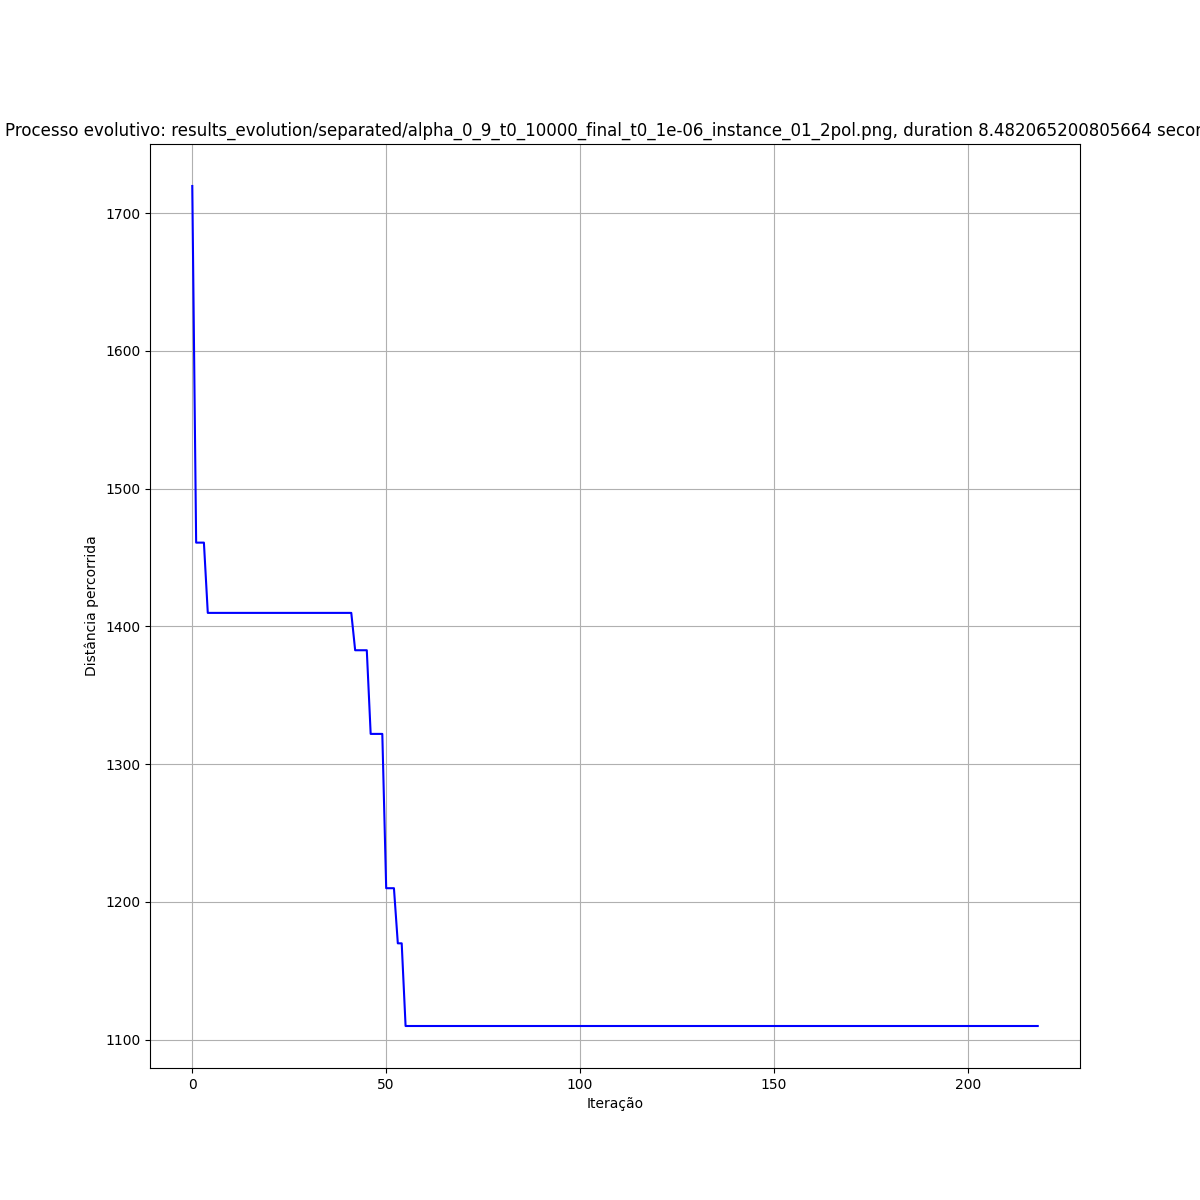 Processo evolutivo: results_evolution/separated/alpha_0_9_t0_10000_final_t0_1e-06_instance_01_2pol.png, duration 8.482065200805664 secon
1700
1600
1500
1400
1300
1200
1100
Distância percorrida
0 50 100 150 200
Iteração